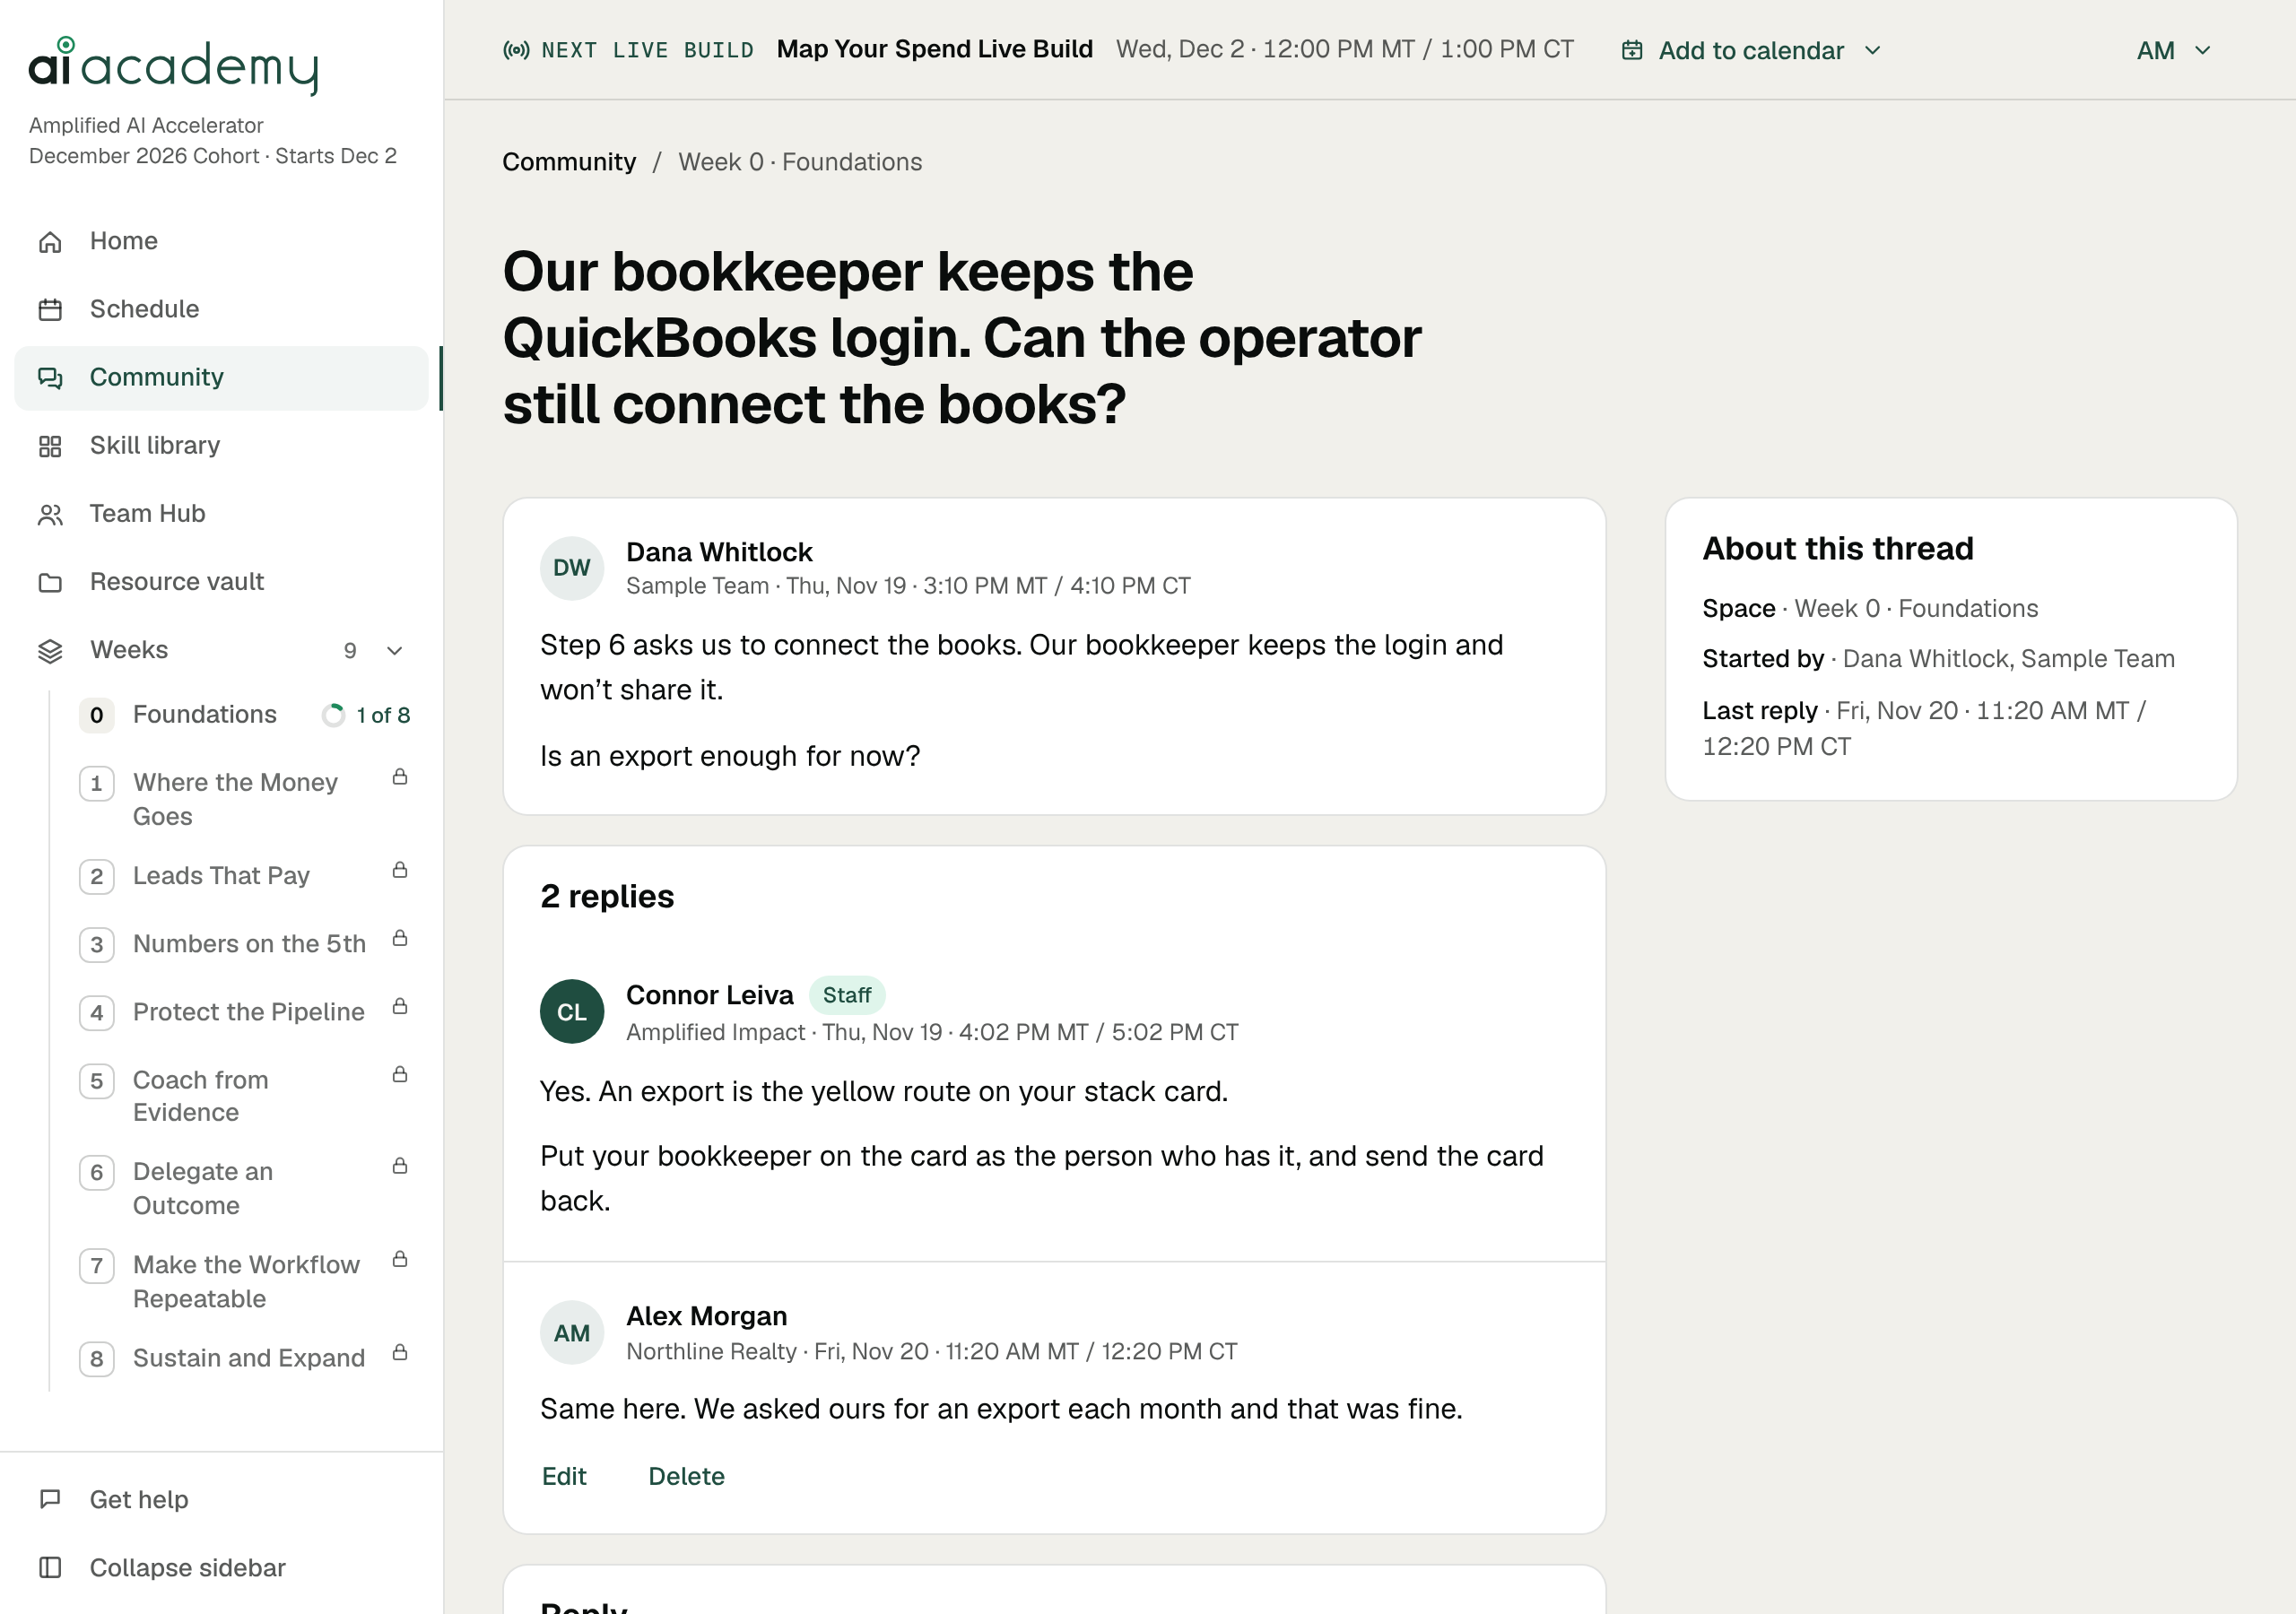 ai academy
Amplified AI Accelerator
December 2026 Cohort · Starts Dec 2
Home
Schedule
Community
Skill library
Team Hub
Resource vault
Weeks 9
0 Foundations 1 of 8
1 Where the Money
Goes
2 Leads That Pay
3 Numbers on the 5th
4 Protect the Pipeline
5 Coach from
Evidence
6 Delegate an
Outcome
7 Make the Workflow
Repeatable
8 Sustain and Expand
Get help
Collapse sidebar
NEXT LIVE BUILD Map Your Spend Live Build Wed, Dec 2 · 12:00 PM MT / 1:00 PM CT Add to calendar AM
Community / Week 0 · Foundations
Our bookkeeper keeps the
QuickBooks login. Can the operator
still connect the books?
DW Dana Whitlock
Sample Team · Thu, Nov 19 · 3:10 PM MT / 4:10 PM CT
Step 6 asks us to connect the books. Our bookkeeper keeps the login and
won’t share it.
Is an export enough for now?
2 replies
CL Connor Leiva Staff
Amplified Impact · Thu, Nov 19 · 4:02 PM MT / 5:02 PM CT
Yes. An export is the yellow route on your stack card.
Put your bookkeeper on the card as the person who has it, and send the card
back.
AM Alex Morgan
Northline Realty · Fri, Nov 20 · 11:20 AM MT / 12:20 PM CT
Same here. We asked ours for an export each month and that was fine.
Edit Delete
Reply
About this thread
Space · Week 0 · Foundations
Started by · Dana Whitlock, Sample Team
Last reply · Fri, Nov 20 · 11:20 AM MT /
12:20 PM CT